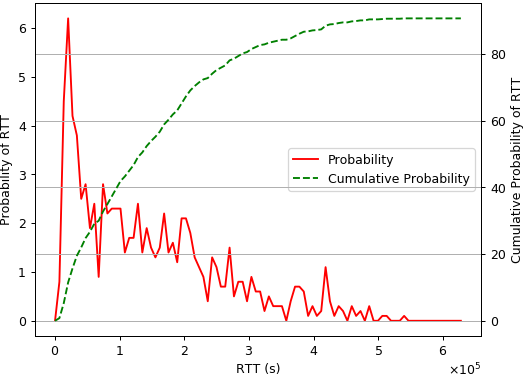 Probability of RTT
6
5
4
3
2
1
0
80
60
40
20
0
Cumulative Probability of RTT
Probability
Cumulative Probability
0 1 2 3 4 5 6
RTT (s)
×10⁵